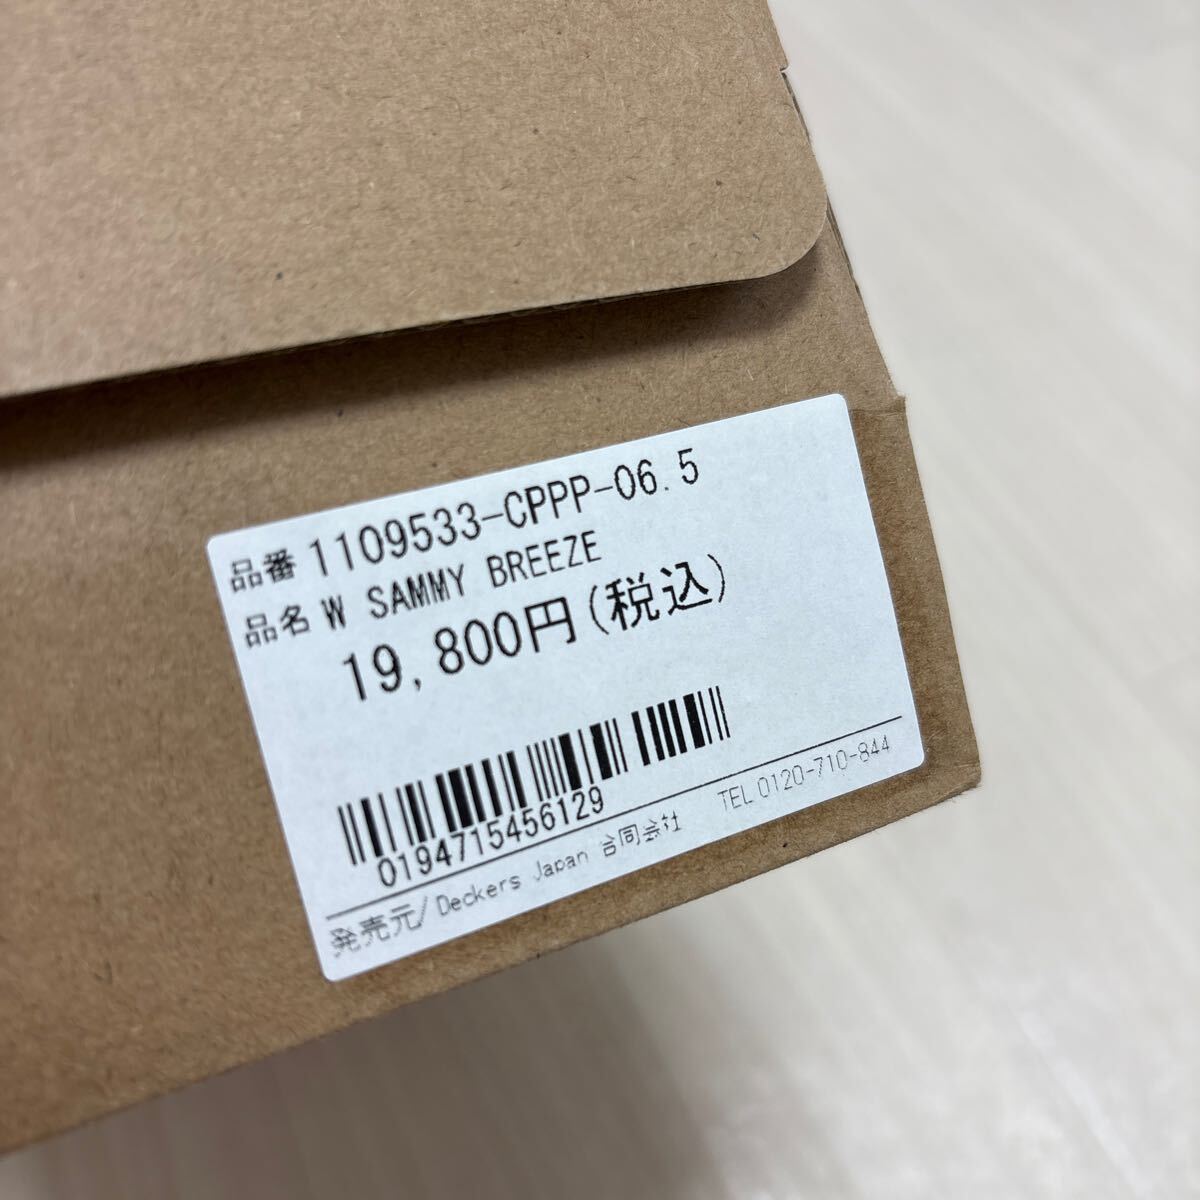 品番 1109533-CPPP-06.5
品名 W SAMMY BREEZE
19,800円(税込)
0194715456129
発売元/Deckers Japan 合同会社 TEL 0120-710-844